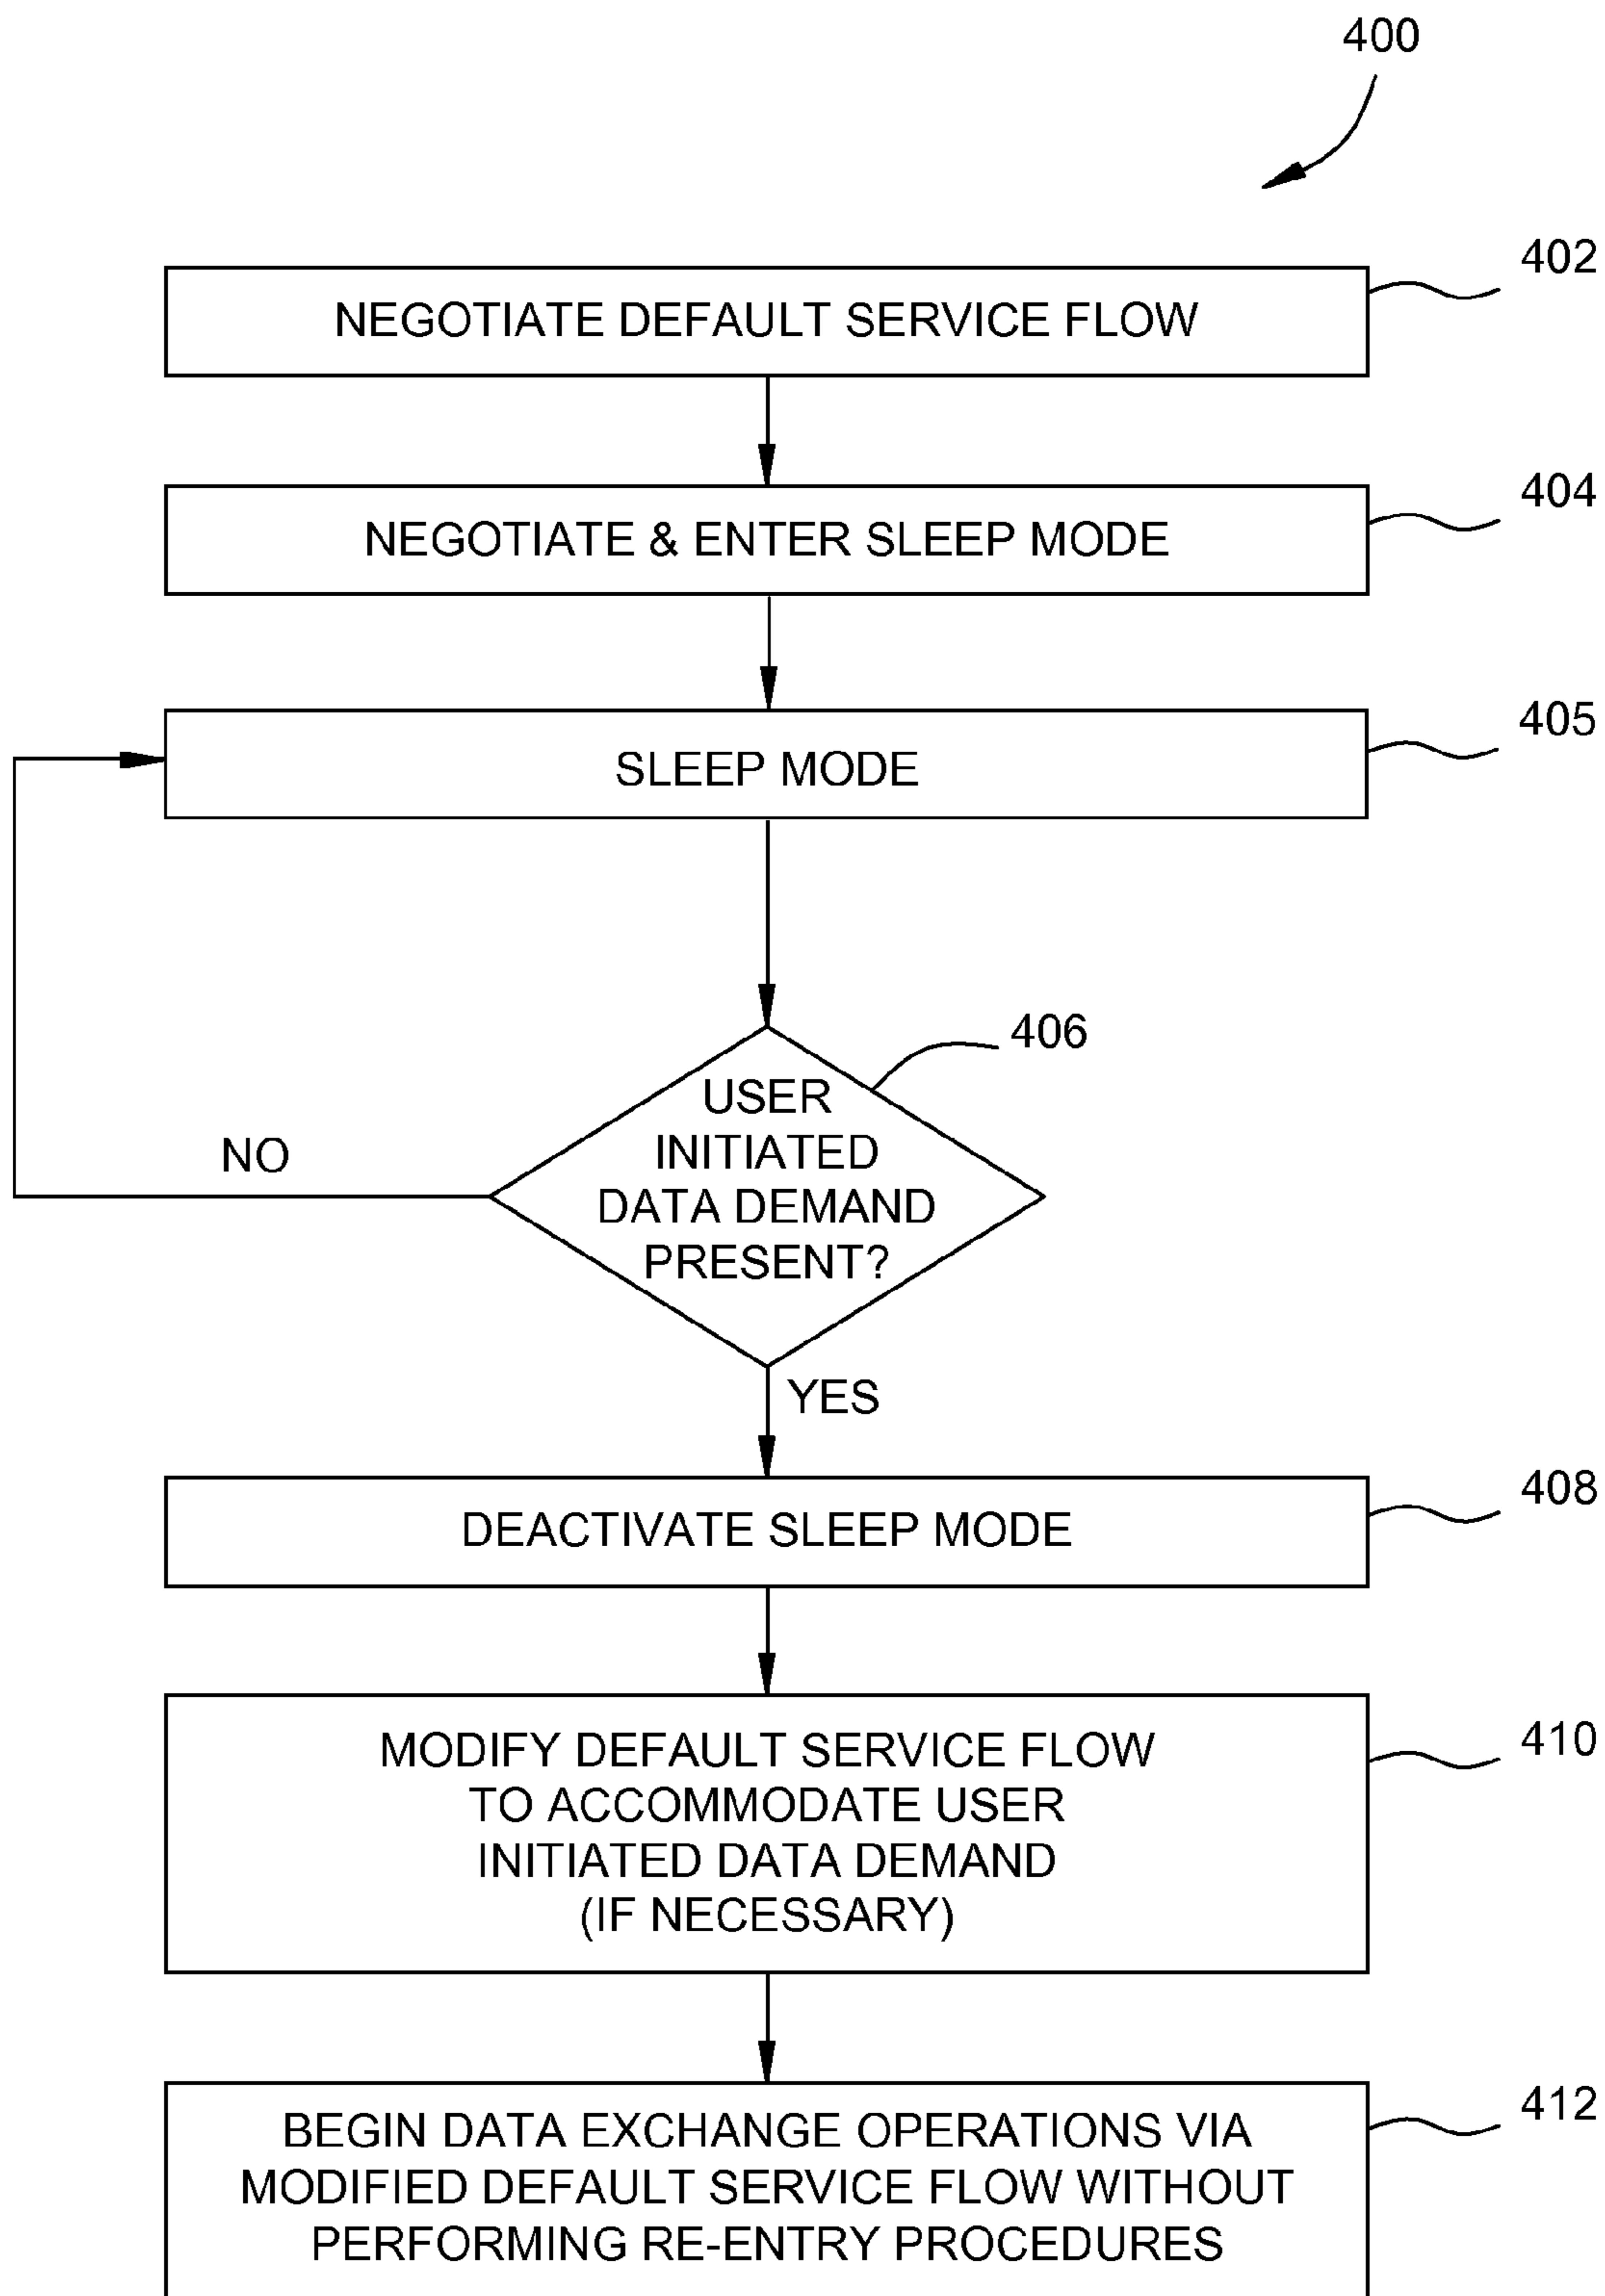 400
402
NEGOTIATE DEFAULT SERVICE FLOW
404
NEGOTIATE & ENTER SLEEP MODE
405
SLEEP MODE
406
USER
INITIATED
DATA DEMAND
PRESENT?
NO
YES
408
DEACTIVATE SLEEP MODE
410
MODIFY DEFAULT SERVICE FLOW
TO ACCOMMODATE USER
INITIATED DATA DEMAND
(IF NECESSARY)
412
BEGIN DATA EXCHANGE OPERATIONS VIA
MODIFIED DEFAULT SERVICE FLOW WITHOUT
PERFORMING RE-ENTRY PROCEDURES